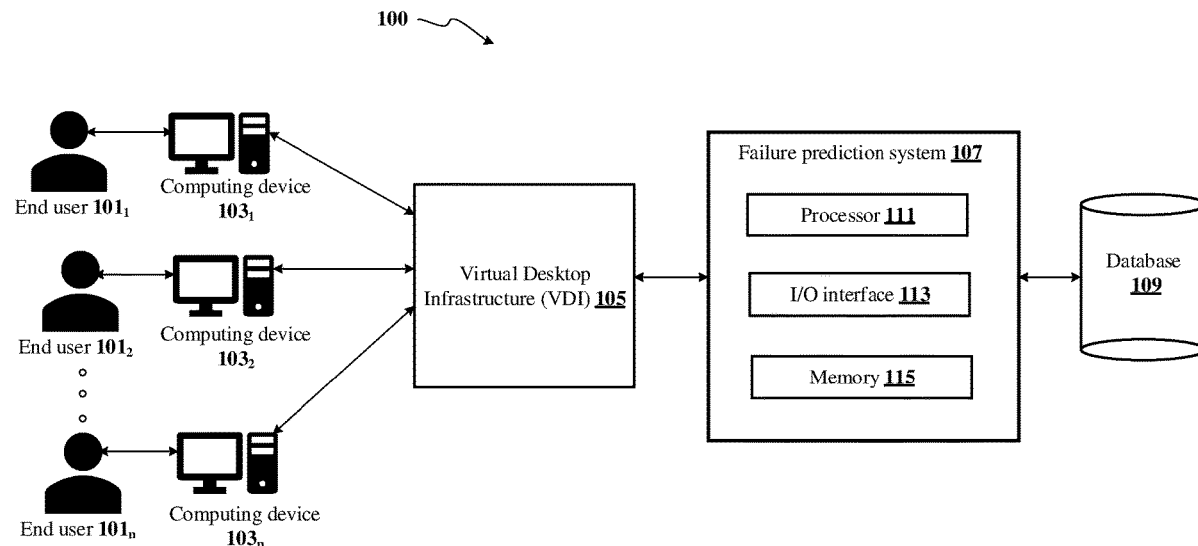 100
End user 101₁
Computing device
103₁
End user 101₂
Computing device
103₂
End user 101ₙ
Computing device
103ₙ
Virtual Desktop
Infrastructure (VDI) 105
Failure prediction system 107
Processor 111
I/O interface 113
Memory 115
Database
109